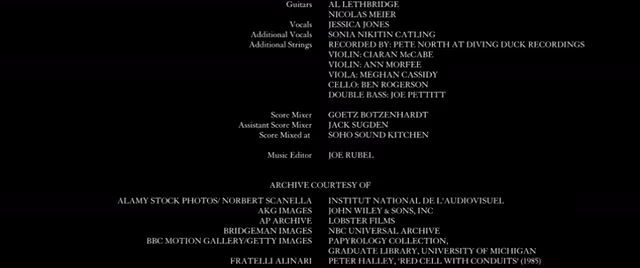 Guitars AL LETHBRIDGE
NICOLAS MEIER
Vocals JESSICA JONES
Additional Vocals SONIA NIKITIN CATLING
Additional Strings RECORDED BY: PETE NORTH AT DIVING DUCK RECORDINGS
VIOLIN: CIARAN McCABE
VIOLIN: ANN MORFEE
VIOLA: MEGHAN CASSIDY
CELLO: BEN ROGERSON
DOUBLE BASS: JOE PETTITT
Score Mixer GOETZ BOTZENHARDT
Assistant Score Mixer JACK SUGDEN
Score Mixed at SOHO SOUND KITCHEN
Music Editor JOE RUBEL
ARCHIVE COURTESY OF
ALAMY STOCK PHOTOS/ NORBERT SCANELLA INSTITUT NATIONAL DE L'AUDIOVISUEL
AKG IMAGES JOHN WILEY & SONS, INC
AP ARCHIVE LOBSTER FILMS
BRIDGEMAN IMAGES NBC UNIVERSAL ARCHIVE
BBC MOTION GALLERY/GETTY IMAGES PAPYROLOGY COLLECTION,
GRADUATE LIBRARY, UNIVERSITY OF MICHIGAN
FRATELLI ALINARI PETER HALLEY, 'RED CELL WITH CONDUITS' (1985)